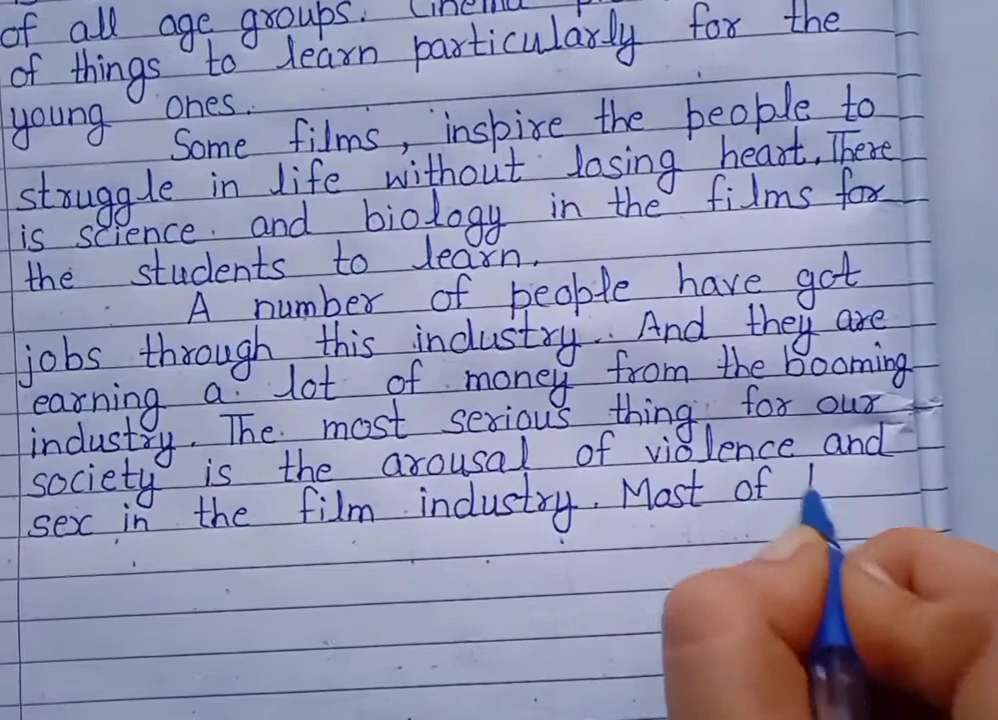 of all age groups. Cinema
of things to learn particularly for the
young ones.
Some films, inspire the people to
struggle in life without losing heart. There
is science and biology in the films for
the students to learn.
A number of people have got
jobs through this industry. And they are
earning a lot of money from the booming
industry. The most serious thing for our
society is the arousal of violence and
sex in the film industry. Most of